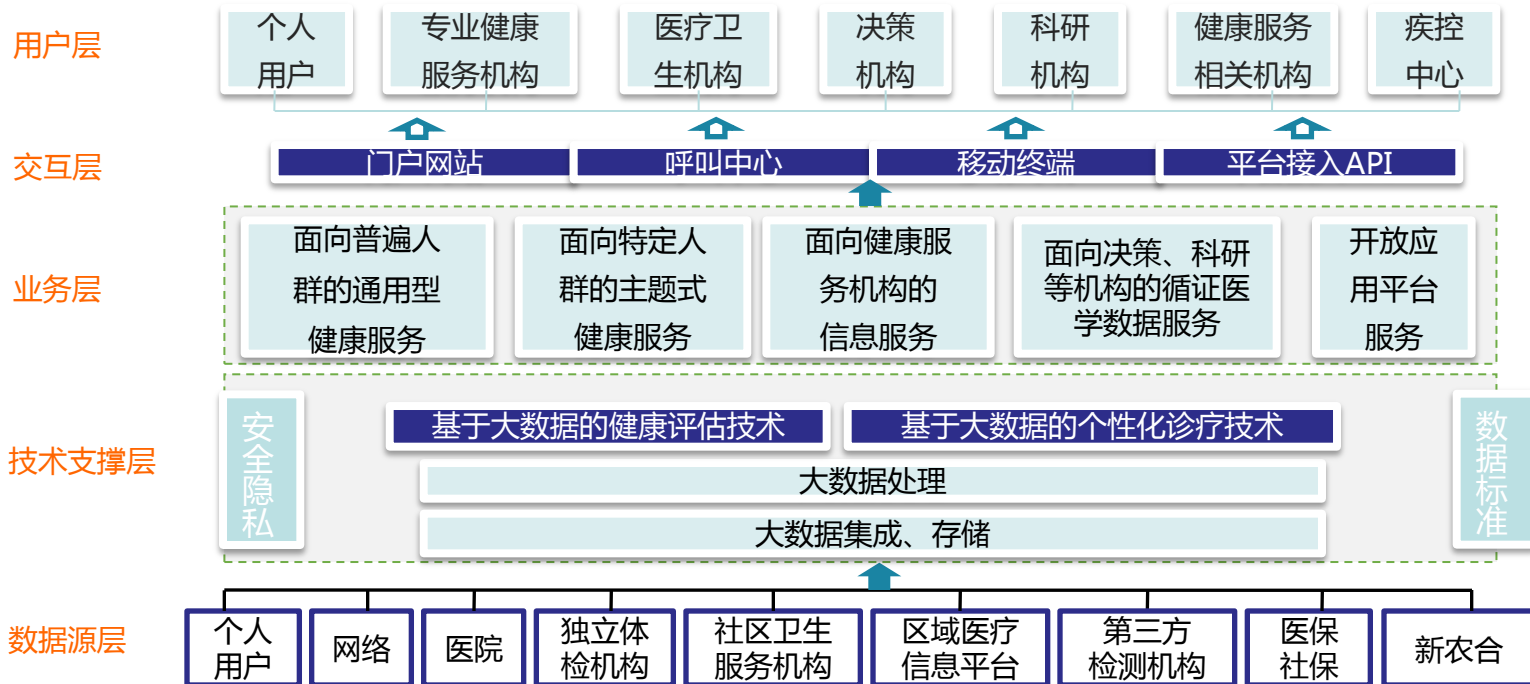 用户层
个人
用户
专业健康
服务机构
医疗卫
生机构
决策
机构
科研
机构
健康服务
相关机构
疾控
中心
交互层
门户网站
呼叫中心
移动终端
平台接入API
业务层
面向普遍人
群的通用型
健康服务
面向特定人
群的主题式
健康服务
面向健康服
务机构的
信息服务
面向决策、科研
等机构的循证医
学数据服务
开放应
用平台
服务
技术支撑层
安全隐私
基于大数据的健康评估技术
基于大数据的个性化诊疗技术
大数据处理
大数据集成、存储
数据标准
数据源层
个人
用户
网络
医院
独立体
检机构
社区卫生
服务机构
区域医疗
信息平台
第三方
检测机构
医保
社保
新农合